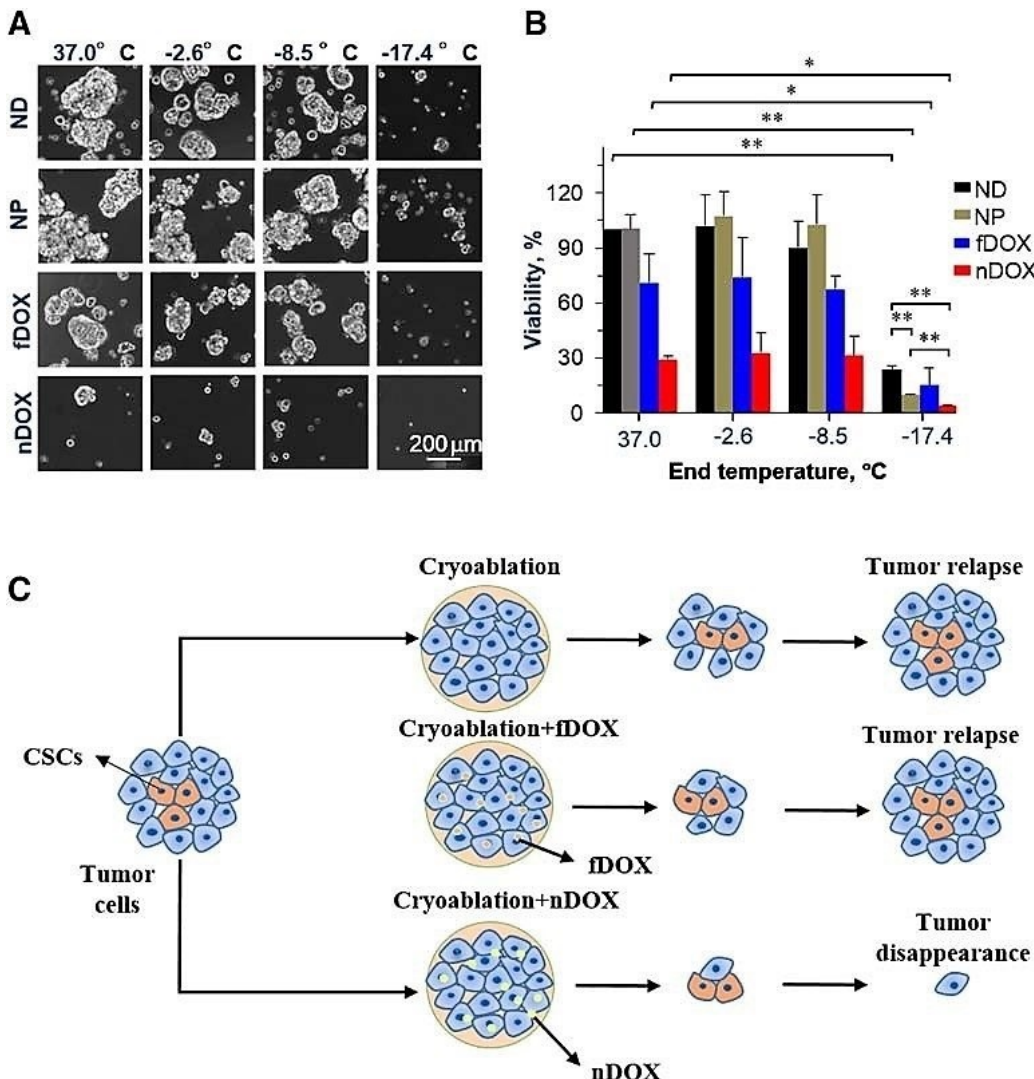 A
37.0° C -2.6° C -8.5 ° C -17.4 ° C
ND
NP
fDOX
nDOX
200 µm
B
*
*
**
**
Viability, %
120
90
60
30
0
ND
NP
fDOX
nDOX
**
**
**
37.0 -2.6 -8.5 -17.4
End temperature, °C
C
Cryoablation
Tumor relapse
CSCs
Tumor
cells
Cryoablation+fDOX
Tumor relapse
fDOX
Cryoablation+nDOX
Tumor
disappearance
nDOX